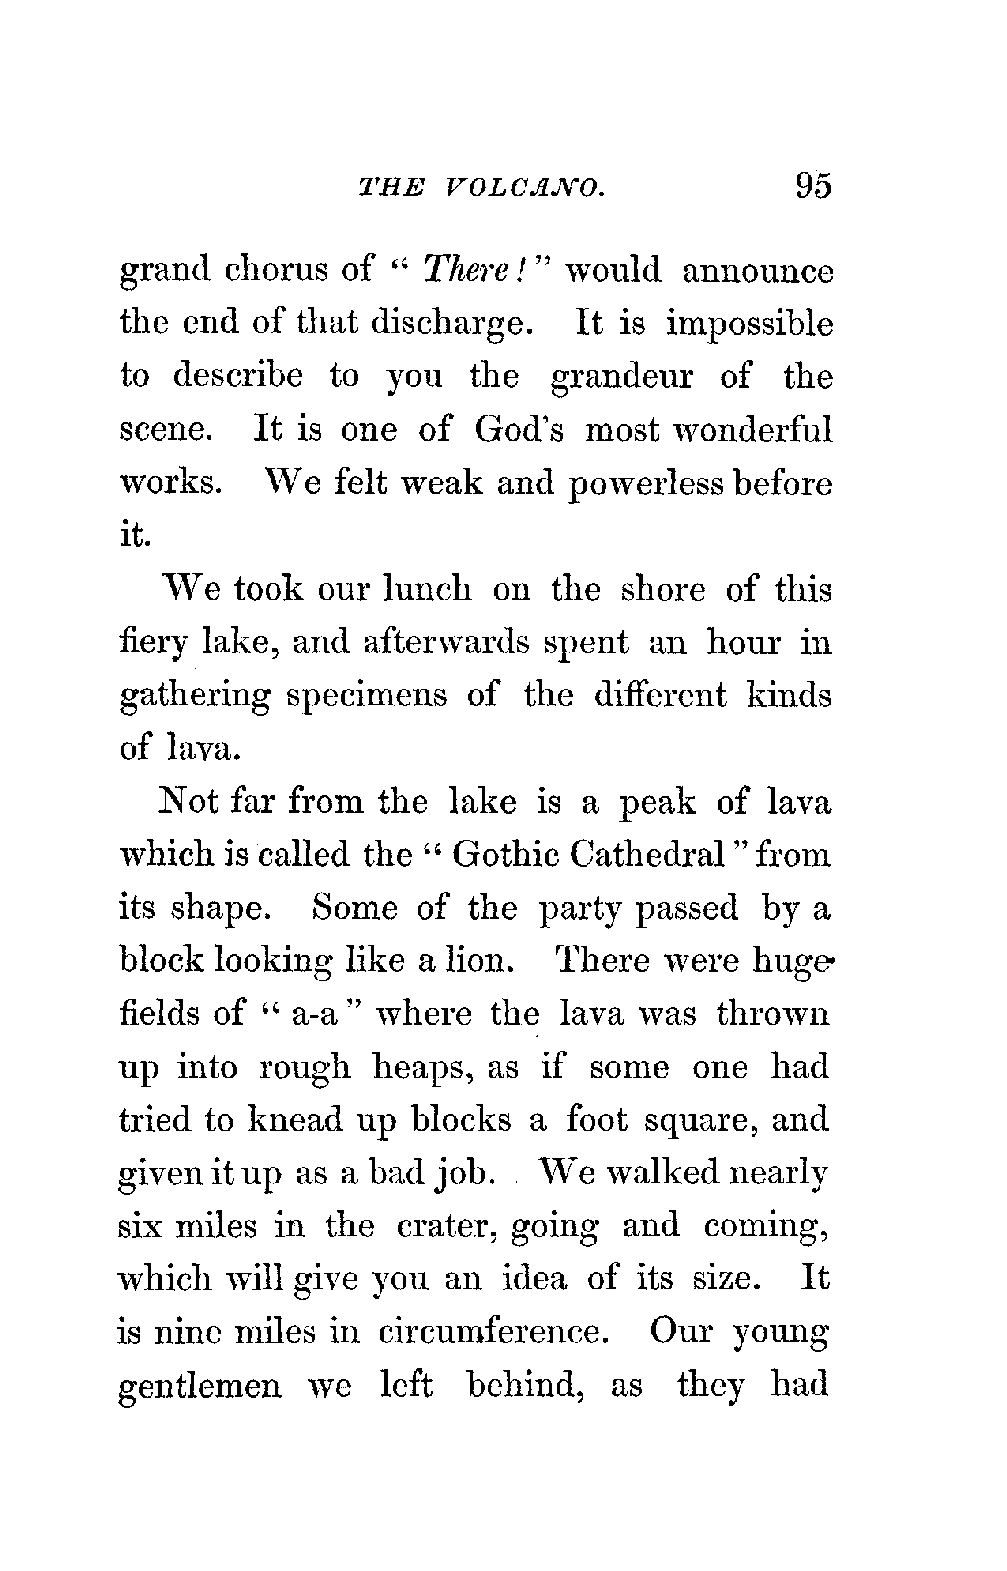 THE VOLCANO. 95
grand chorus of “ There! ” would announce
the end of that discharge. It is impossible
to describe to you the grandeur of the
scene. It is one of God's most wonderful
works. We felt weak and powerless before
it.
We took our lunch on the shore of this
fiery lake, and afterwards spent an hour in
gathering specimens of the different kinds
of lava.
Not far from the lake is a peak of lava
which is called the “ Gothic Cathedral ” from
its shape. Some of the party passed by a
block looking like a lion. There were huge
fields of “ a-a ” where the lava was thrown
up into rough heaps, as if some one had
tried to knead up blocks a foot square, and
given it up as a bad job. We walked nearly
six miles in the crater, going and coming,
which will give you an idea of its size. It
is nine miles in circumference. Our young
gentlemen we left behind, as they had